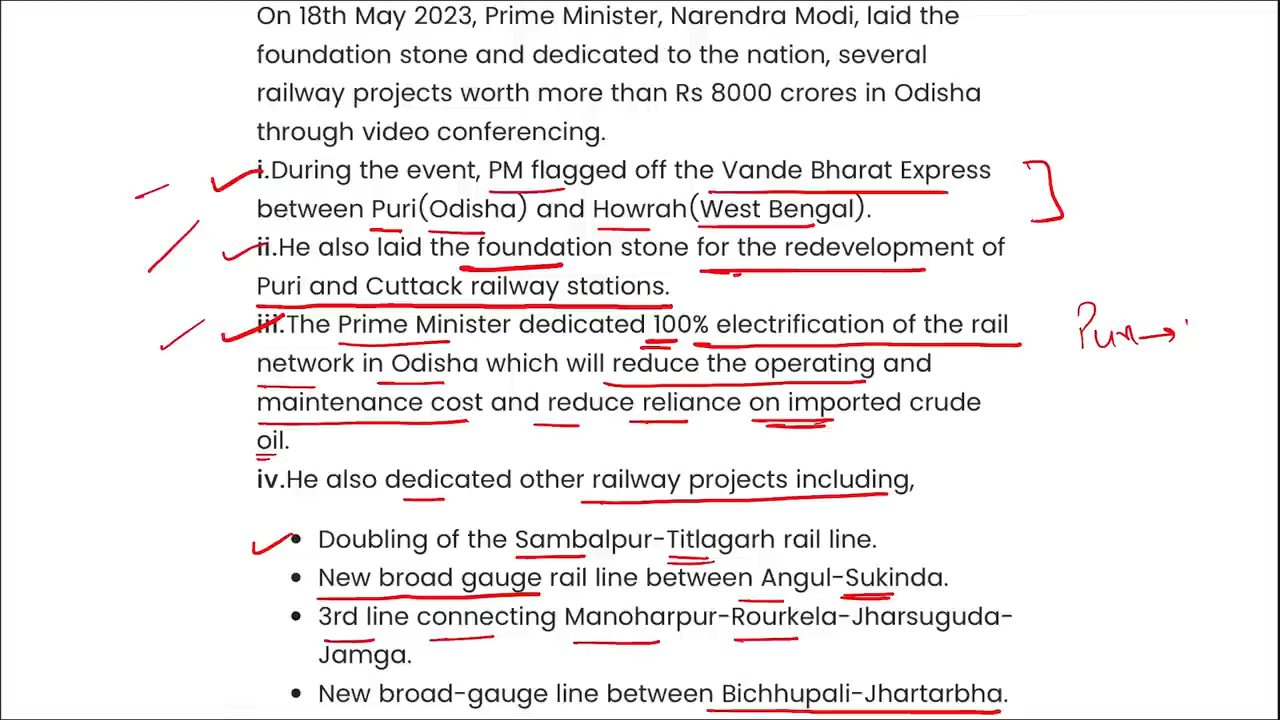 On 18th May 2023, Prime Minister, Narendra Modi, laid the
foundation stone and dedicated to the nation, several
railway projects worth more than Rs 8000 crores in Odisha
through video conferencing.
i.During the event, PM flagged off the Vande Bharat Express
between Puri(Odisha) and Howrah(West Bengal).
ii.He also laid the foundation stone for the redevelopment of
Puri and Cuttack railway stations.
iii.The Prime Minister dedicated 100% electrification of the rail
network in Odisha which will reduce the operating and
maintenance cost and reduce reliance on imported crude
oil.
iv.He also dedicated other railway projects including,
• Doubling of the Sambalpur-Titlagarh rail line.
• New broad gauge rail line between Angul-Sukinda.
• 3rd line connecting Manoharpur-Rourkela-Jharsuguda-
Jamga.
• New broad-gauge line between Bichhupali-Jhartarbha.